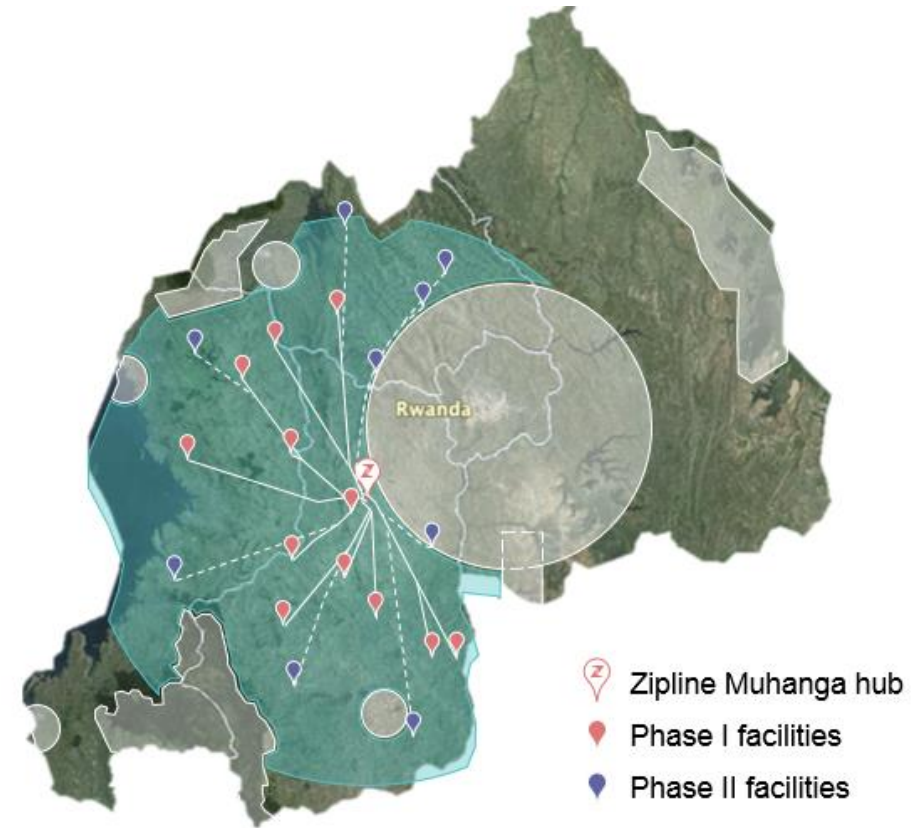 Rwanda
Z
Zipline Muhanga hub
Z
Phase I facilities
Phase II facilities